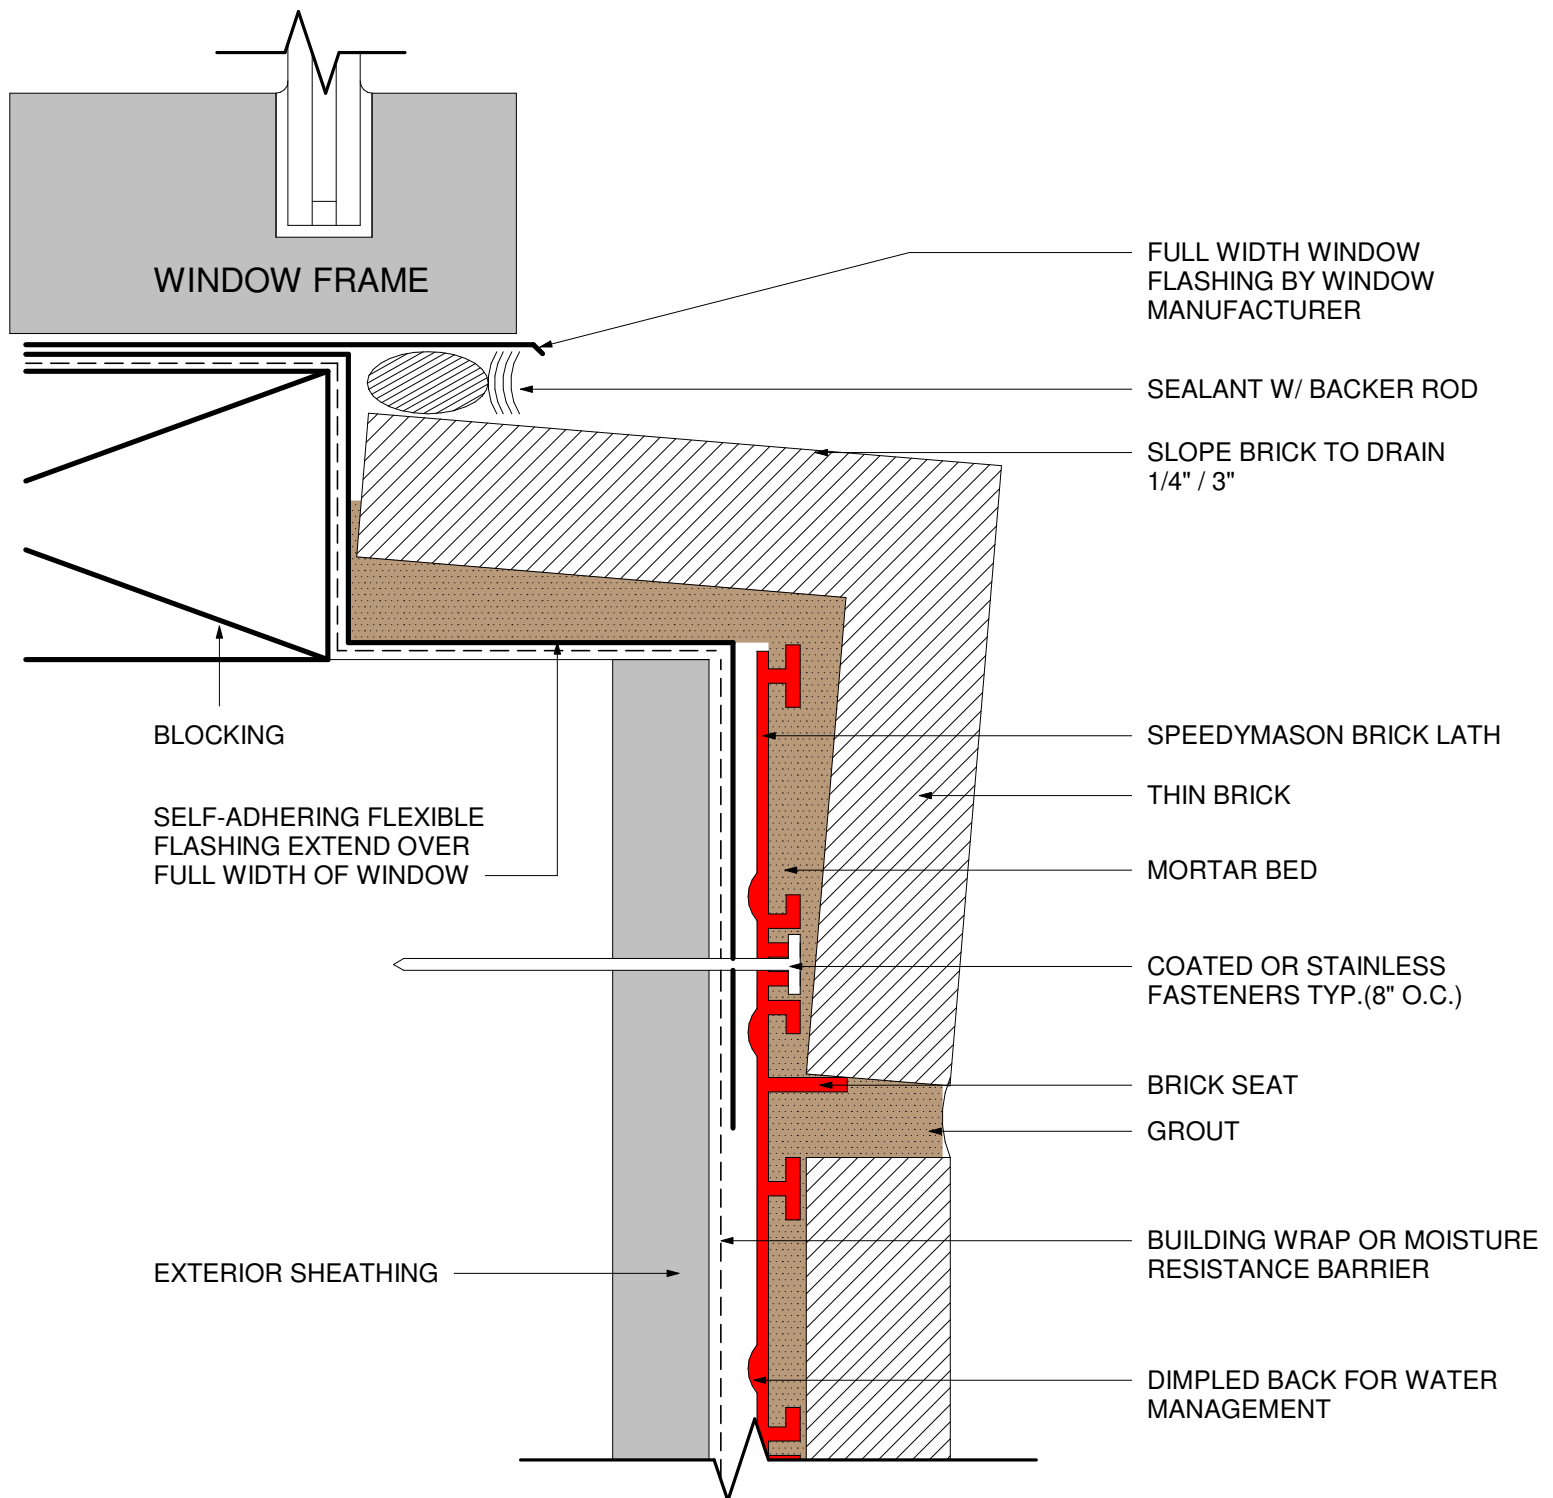 WINDOW FRAME
FULL WIDTH WINDOW
FLASHING BY WINDOW
MANUFACTURER
SEALANT W/ BACKER ROD
SLOPE BRICK TO DRAIN
1/4" / 3"
BLOCKING
SELF-ADHERING FLEXIBLE
FLASHING EXTEND OVER
FULL WIDTH OF WINDOW
SPEEDYMASON BRICK LATH
THIN BRICK
MORTAR BED
COATED OR STAINLESS
FASTENERS TYP.(8" O.C.)
BRICK SEAT
GROUT
EXTERIOR SHEATHING
BUILDING WRAP OR MOISTURE
RESISTANCE BARRIER
DIMPLED BACK FOR WATER
MANAGEMENT